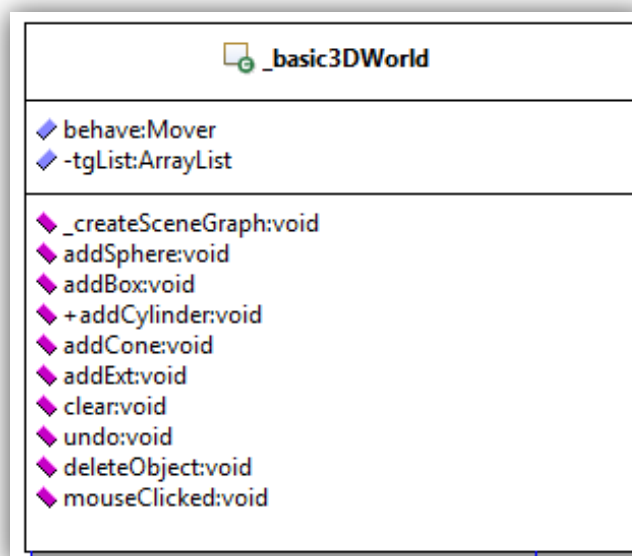 _basic3DWorld
behave:Mover
-tgList:ArrayList
_createSceneGraph:void
addSphere:void
addBox:void
+addCylinder:void
addCone:void
addExt:void
clear:void
undo:void
deleteObject:void
mouseClicked:void